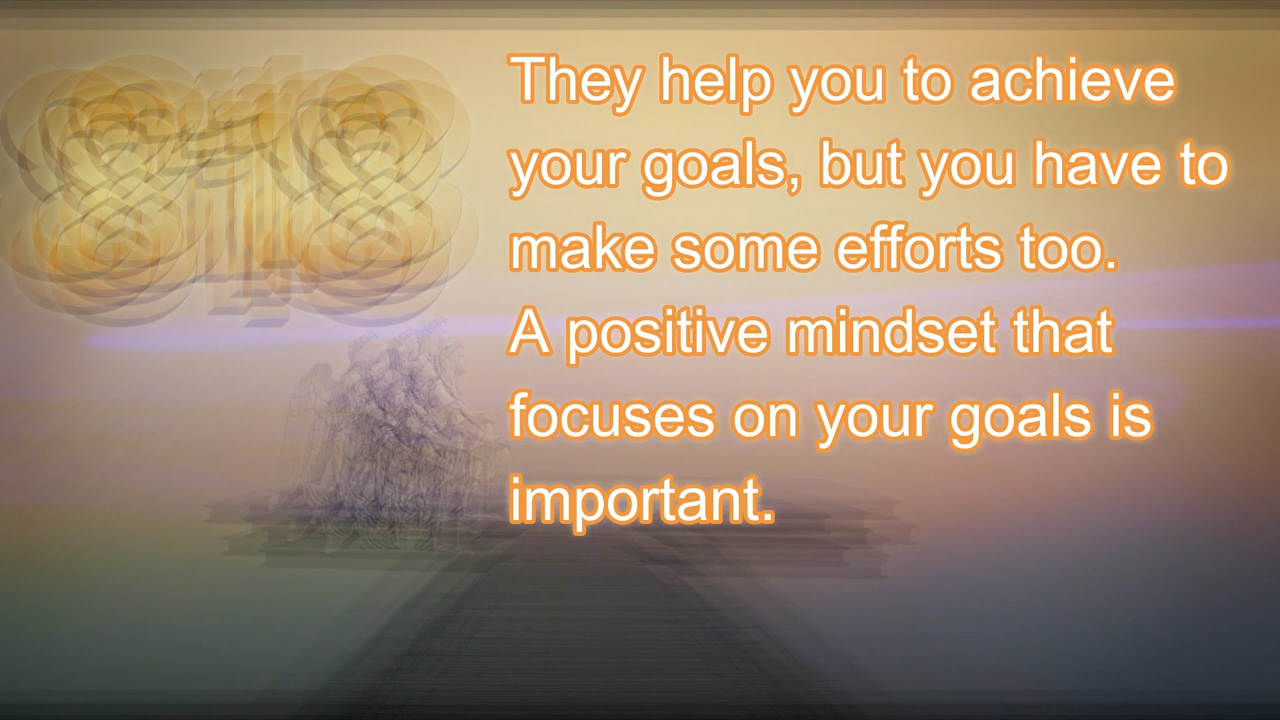 818
They help you to achieve
your goals, but you have to
make some efforts too.
A positive mindset that
focuses on your goals is
important.